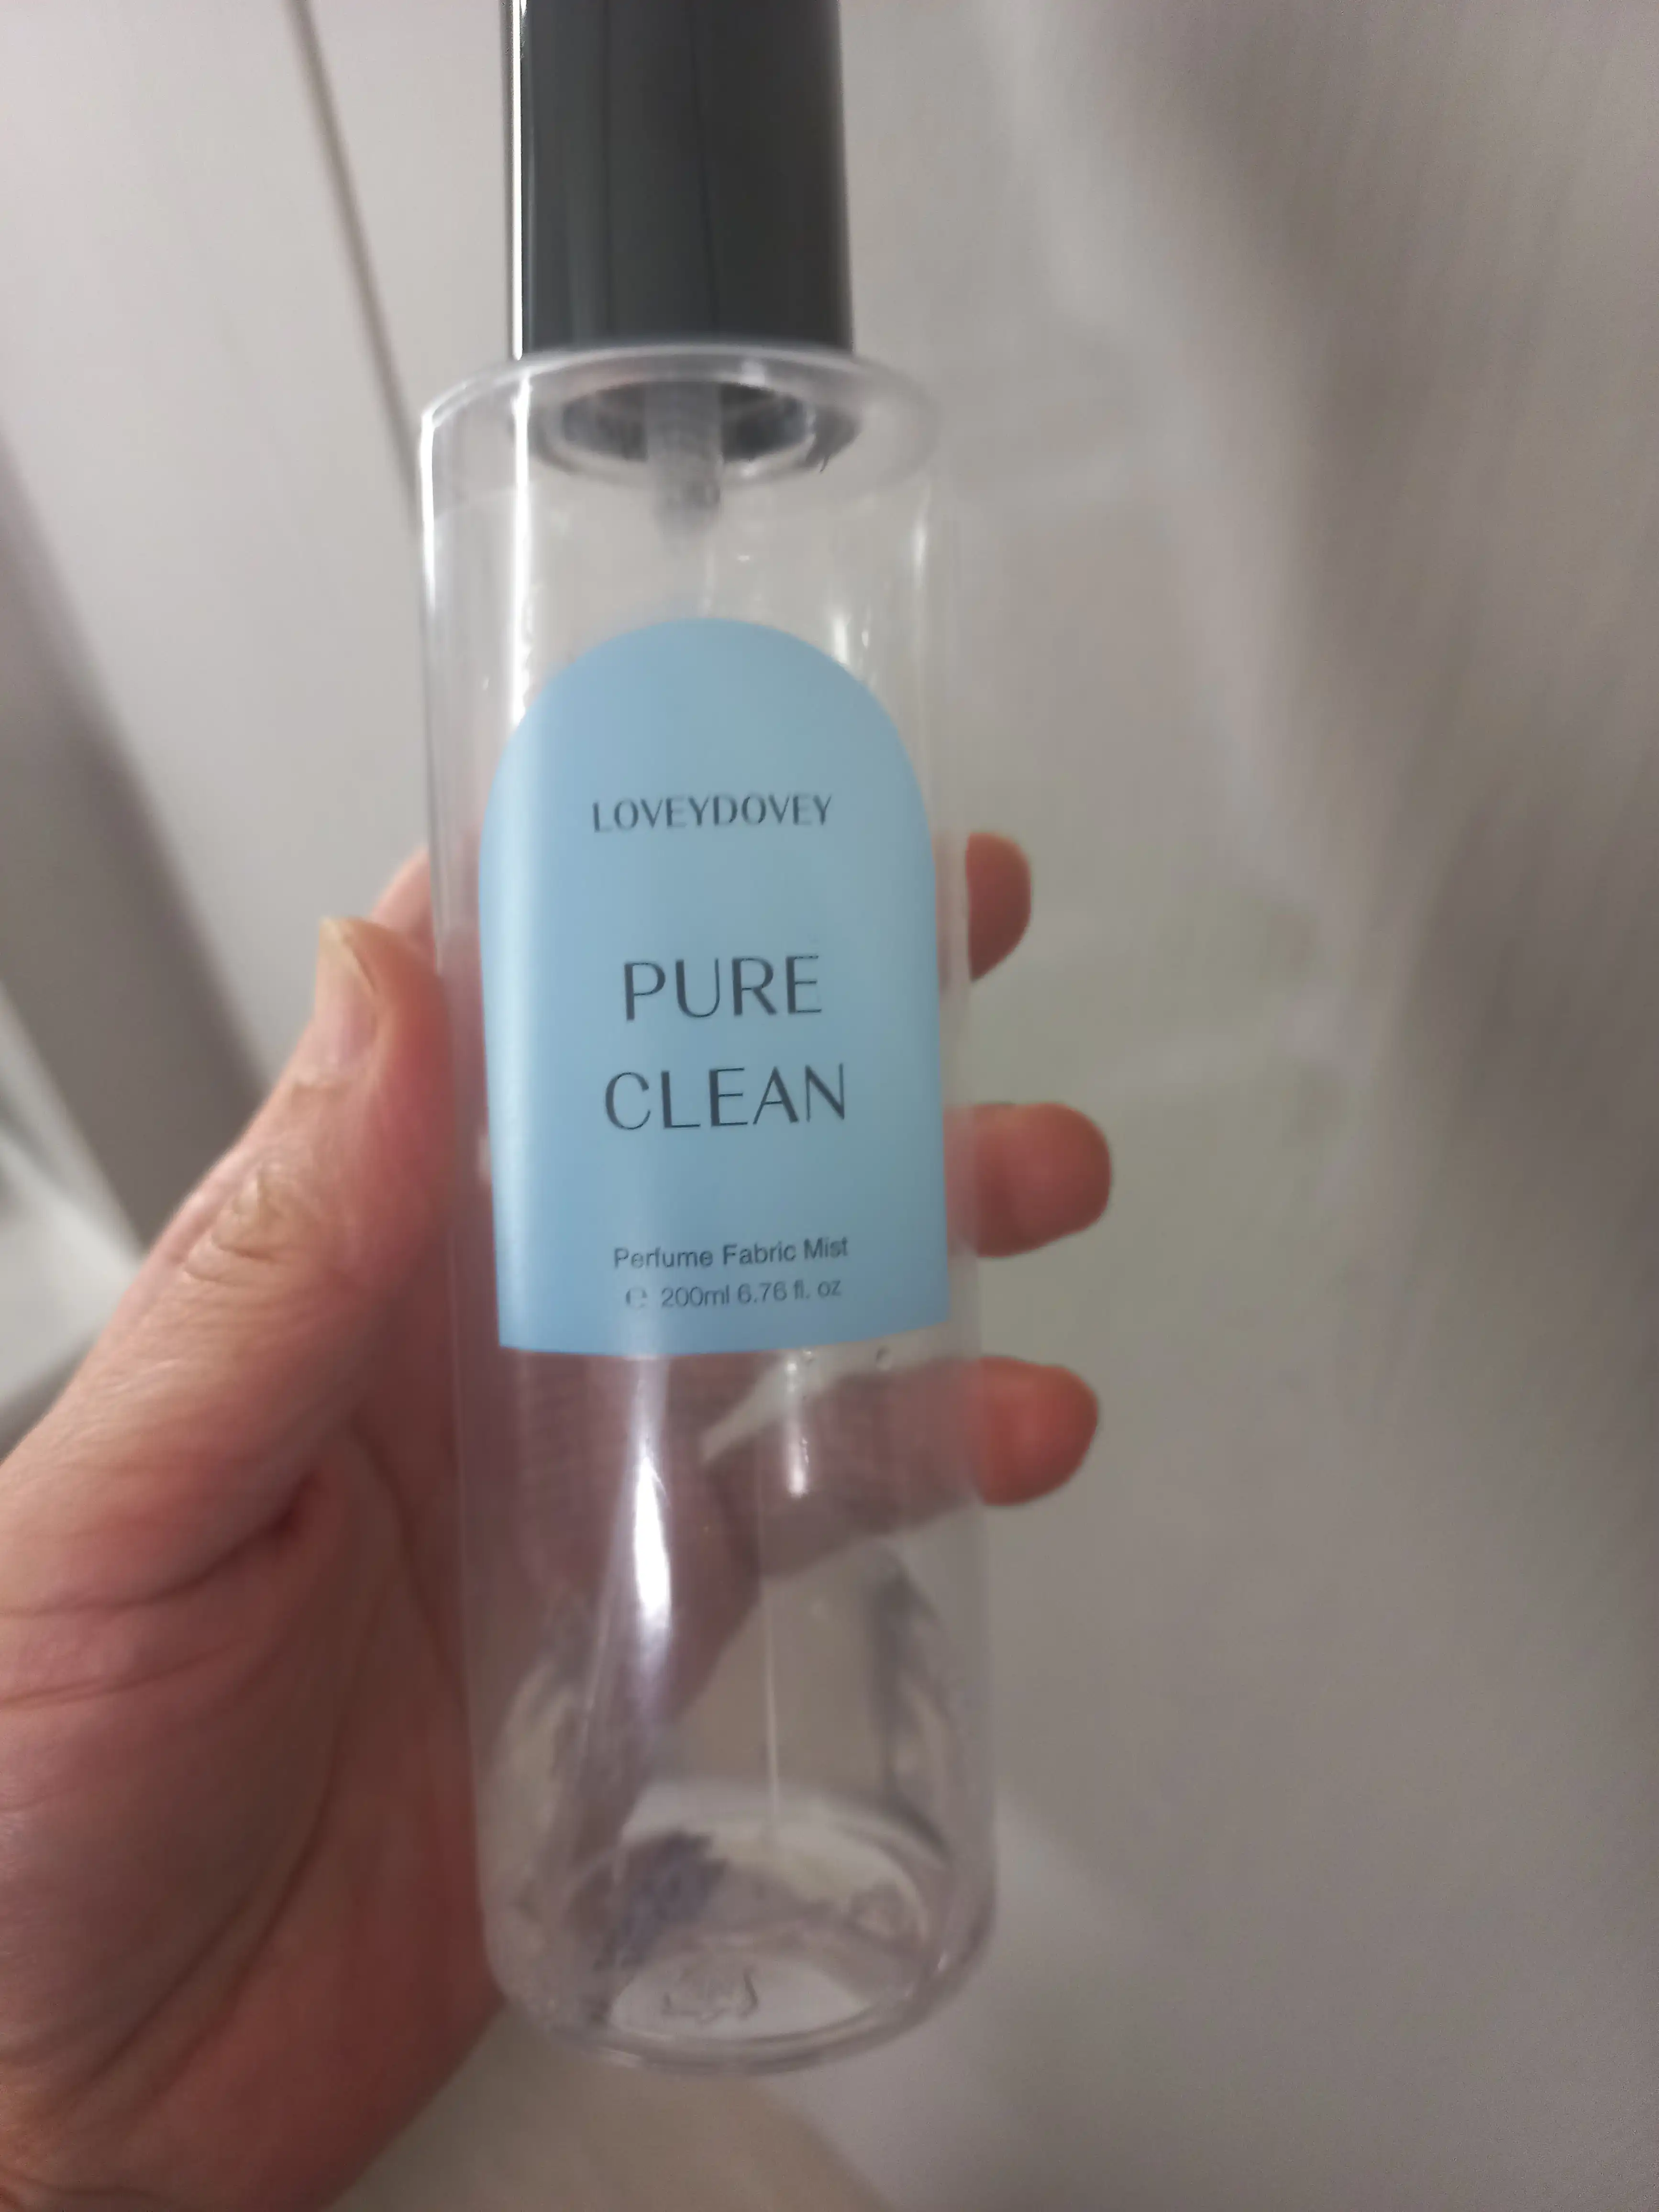 LOVEYDOVEY
PURE
CLEAN
Perfume Fabric Mist
℮ 200ml 6.76 fl. oz